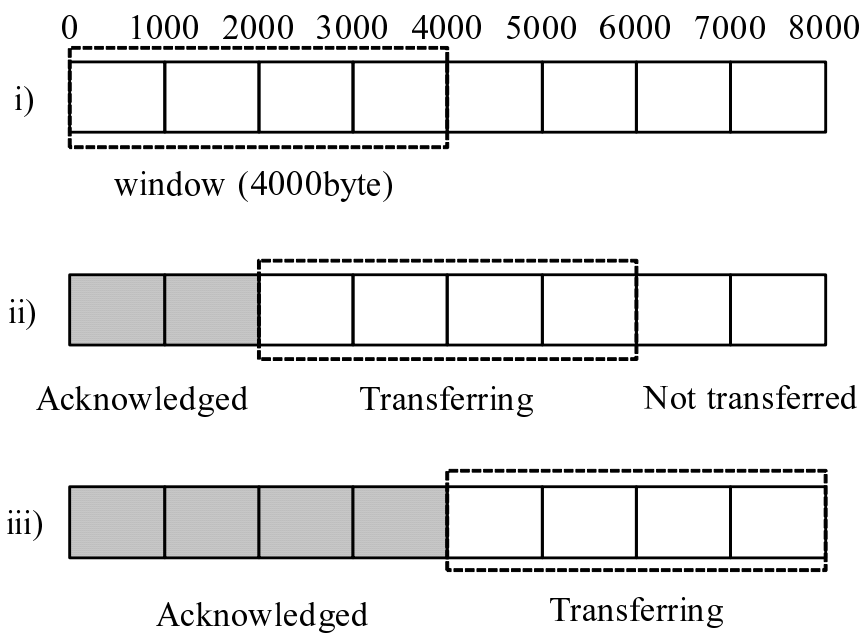 0 1000 2000 3000 4000 5000 6000 7000 8000
i)
window (4000byte)
ii)
Acknowledged Transferring Not transferred
iii)
Acknowledged Transferring